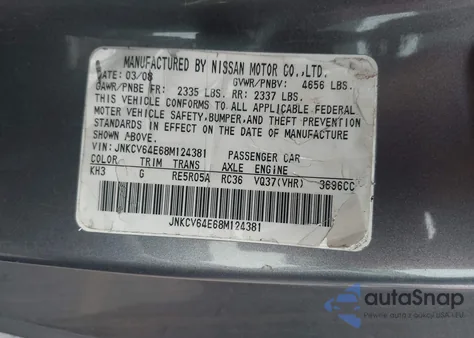 MANUFACTURED BY NISSAN MOTOR CO.,LTD.
DATE: 03/08 GVWR/PNBV: 4656 LBS.
GAWR/PNBE FR: 2335 LBS. RR: 2337 LBS.
THIS VEHICLE CONFORMS TO ALL APPLICABLE FEDERAL
MOTOR VEHICLE SAFETY,BUMPER,AND THEFT PREVENTION
STANDARDS IN EFFECT ON THE DATE OF MANUFACTURE
SHOWN ABOVE.
VIN:JNKCV64E68M124381 PASSENGER CAR
COLOR TRIM TRANS AXLE ENGINE
KH3 G RE5R05A RC36 VQ37(VHR) 3696CC
JNKCV64E68M124381
autoSnap